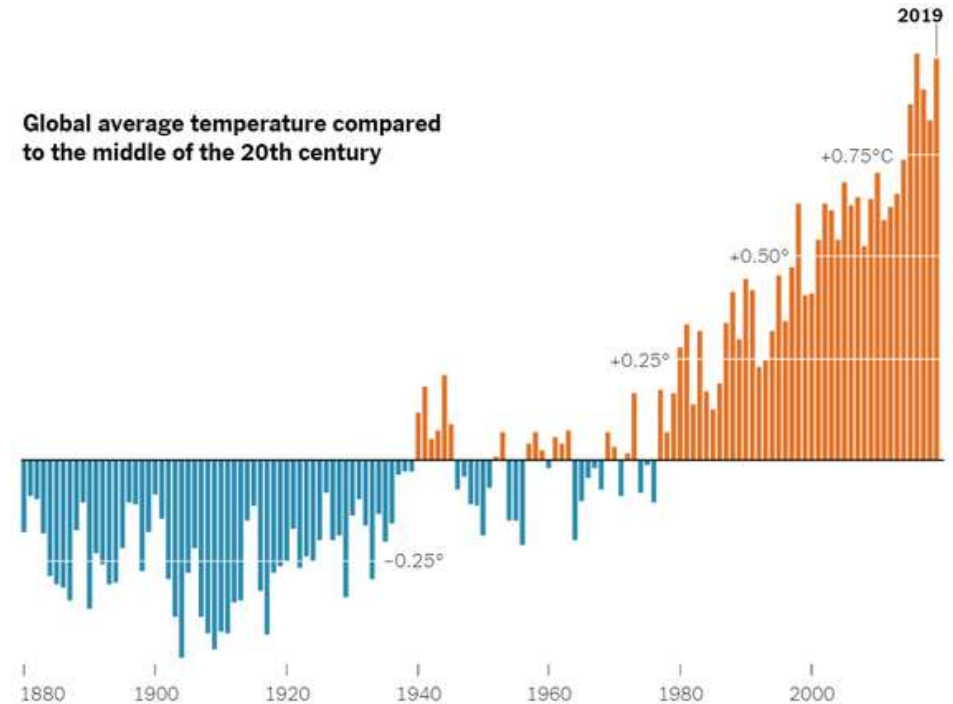 2019
Global average temperature compared
to the middle of the 20th century
+0.75°C
+0.50°
+0.25°
−0.25°
1880 1900 1920 1940 1960 1980 2000